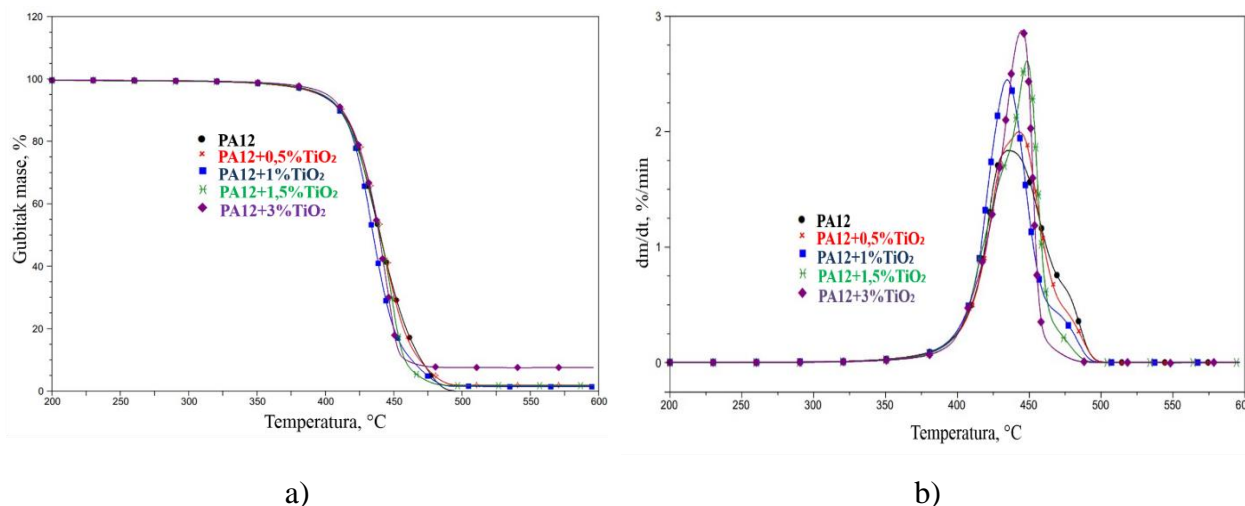 120
100
80
60
40
20
0
Gubitak mase, %
PA12
PA12+0,5%TiO₂
PA12+1%TiO₂
PA12+1,5%TiO₂
PA12+3%TiO₂
200 250 300 350 400 450 500 550 600
Temperatura, °C
a)
3
2
1
0
dm/dt, %/min
PA12
PA12+0,5%TiO₂
PA12+1%TiO₂
PA12+1,5%TiO₂
PA12+3%TiO₂
200 250 300 350 400 450 500 550 600
Temperatura, °C
b)